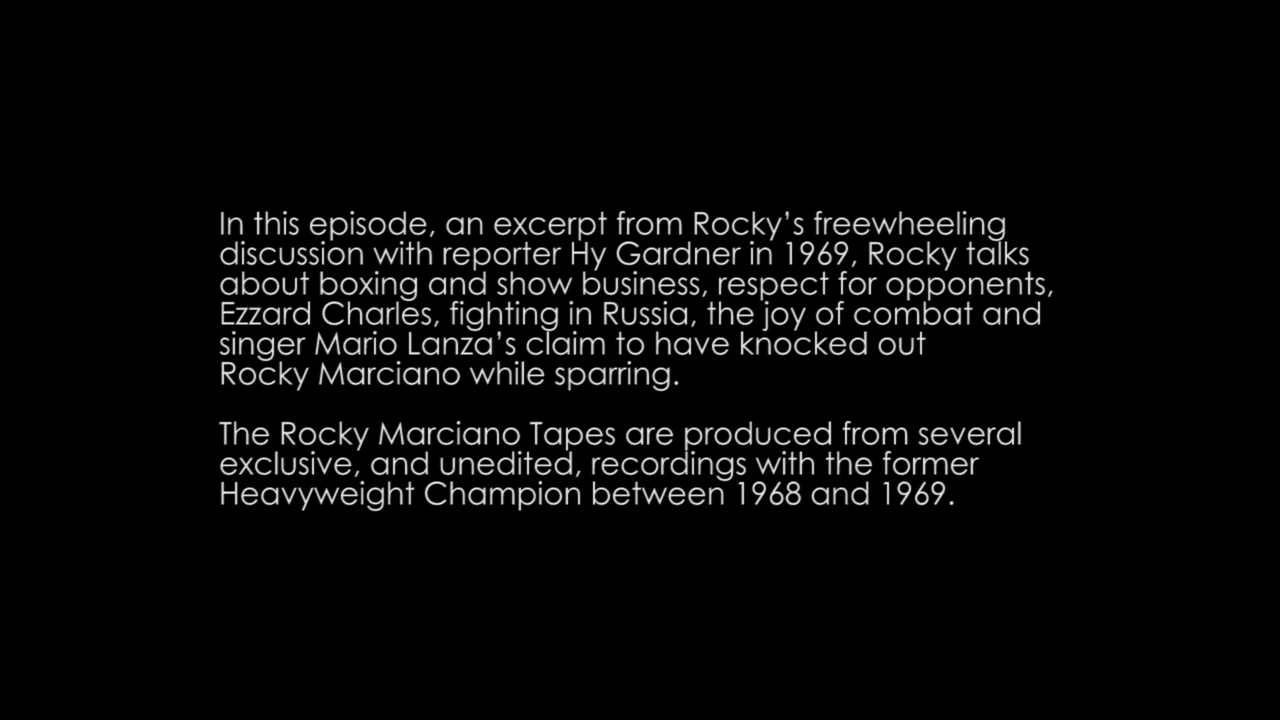 In this episode, an excerpt from Rocky’s freewheeling
discussion with reporter Hy Gardner in 1969, Rocky talks
about boxing and show business, respect for opponents,
Ezzard Charles, fighting in Russia, the joy of combat and
singer Mario Lanza’s claim to have knocked out
Rocky Marciano while sparring.
The Rocky Marciano Tapes are produced from several
exclusive, and unedited, recordings with the former
Heavyweight Champion between 1968 and 1969.